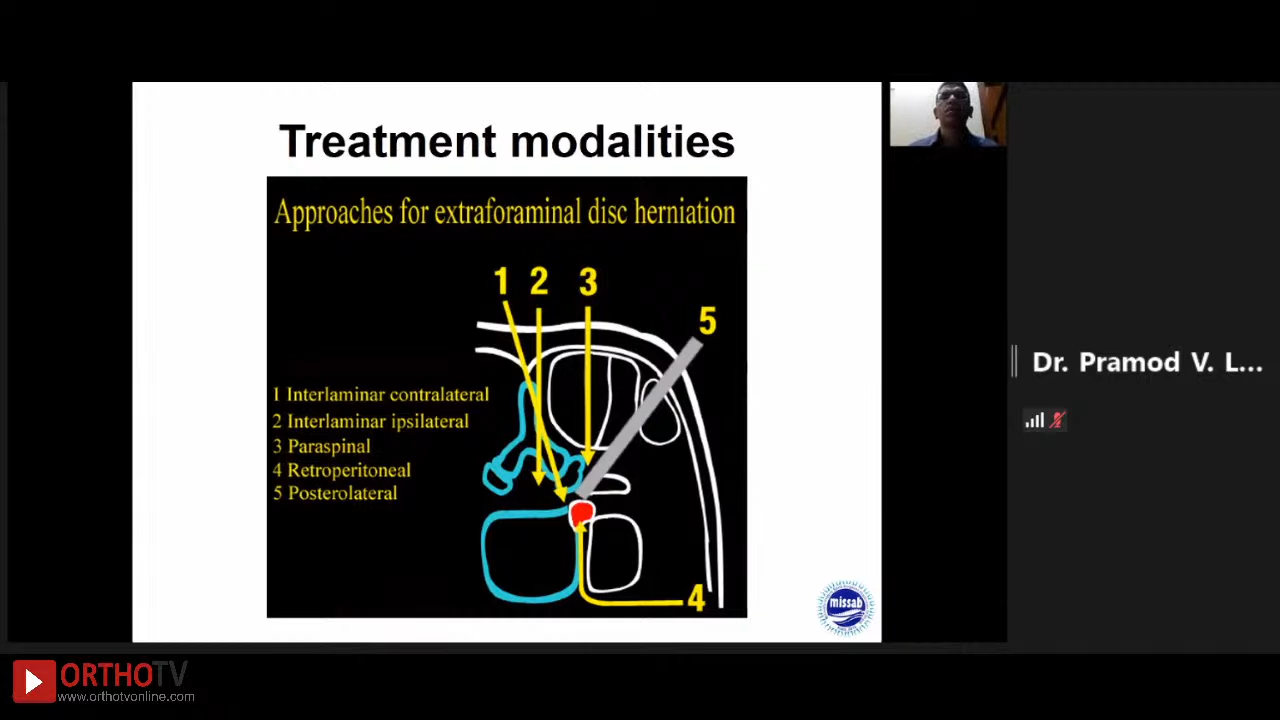 Treatment modalities
Approaches for extraforaminal disc herniation
1 2 3
5
1 Interlaminar contralateral
2 Interlaminar ipsilateral
3 Paraspinal
4 Retroperitoneal
5 Posterolateral
4
missab
Dr. Pramod V. L...
ORTHOTV
www.orthotvonline.com